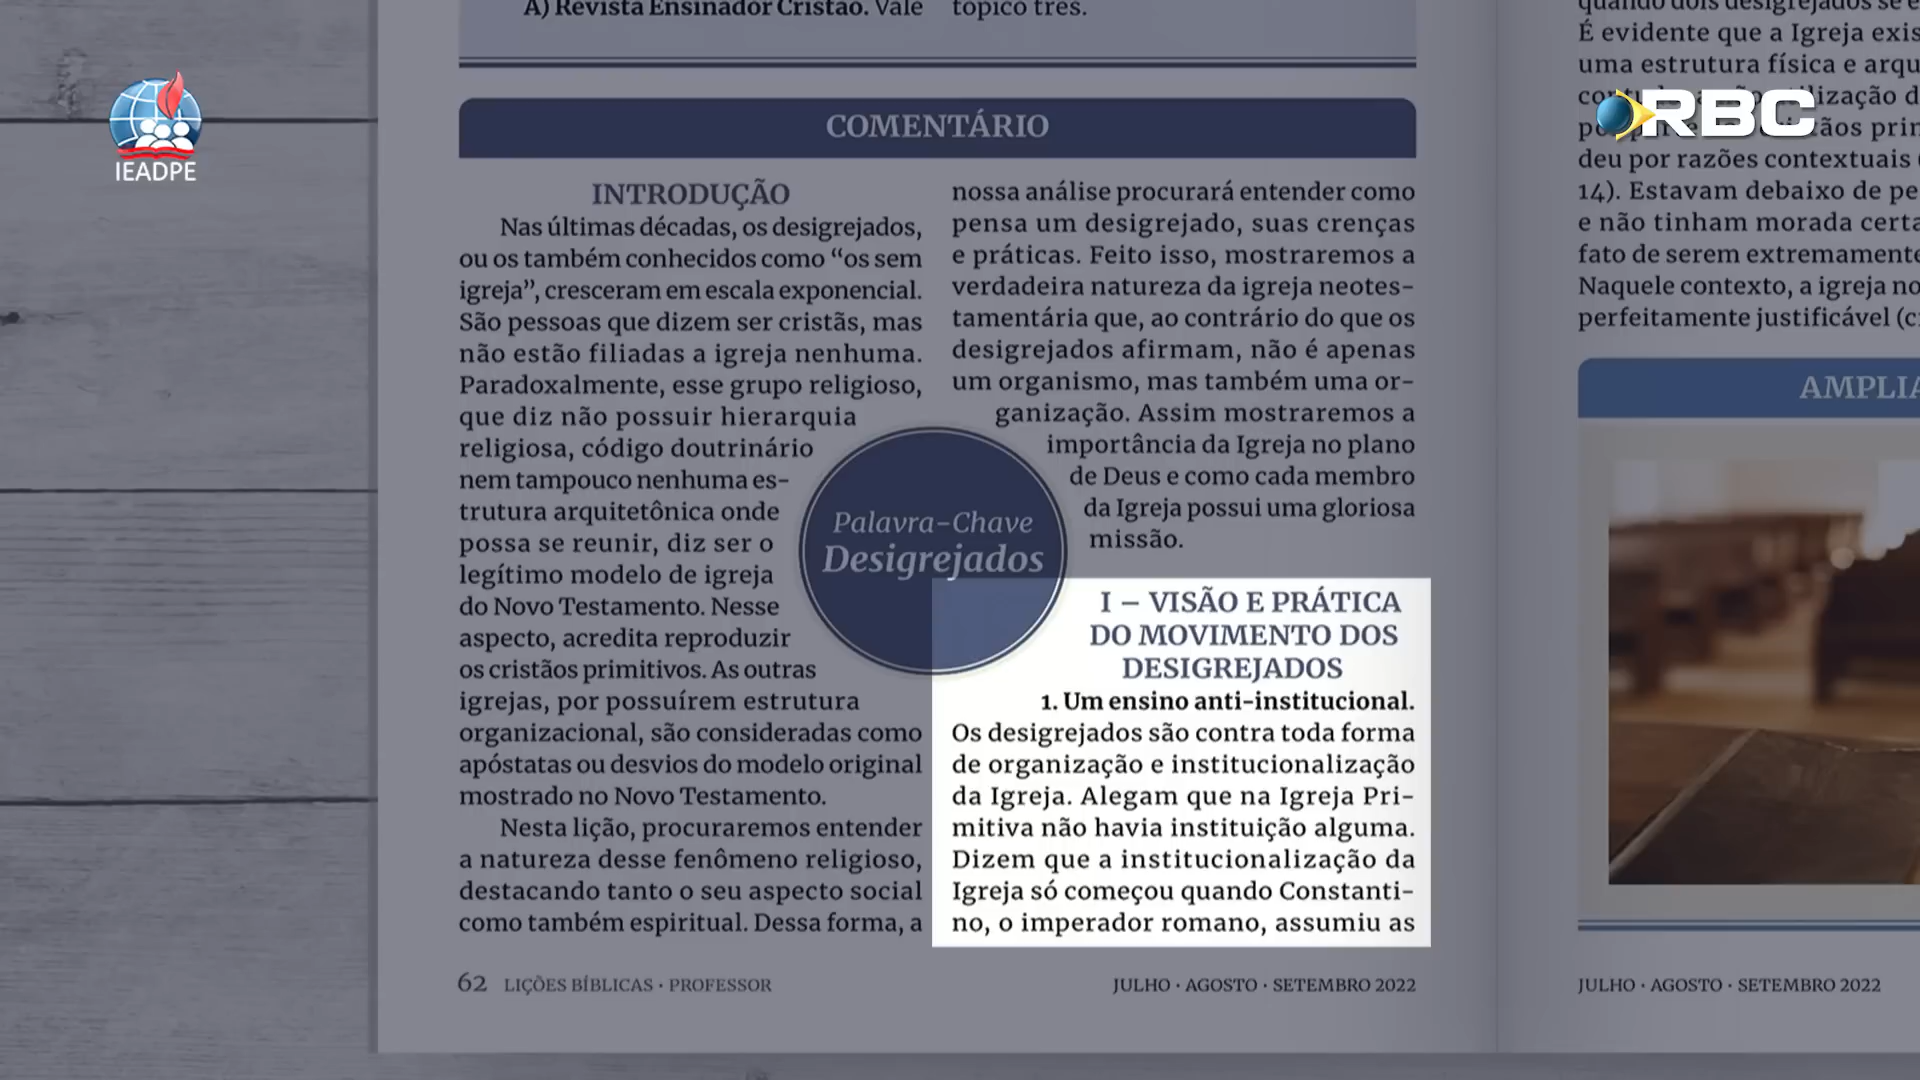 A) Revista Ensinador Cristão. Vale
tópico três.
IEADPE
COMENTÁRIO
INTRODUÇÃO
Nas últimas décadas, os desigrejados,
ou os também conhecidos como “os sem
igreja”, cresceram em escala exponencial.
São pessoas que dizem ser cristãs, mas
não estão filiadas a igreja nenhuma.
Paradoxalmente, esse grupo religioso,
que diz não possuir hierarquia
religiosa, código doutrinário
nem tampouco nenhuma es-
trutura arquitetônica onde
possa se reunir, diz ser o
legítimo modelo de igreja
do Novo Testamento. Nesse
aspecto, acredita reproduzir
os cristãos primitivos. As outras
igrejas, por possuírem estrutura
organizacional, são consideradas como
apóstatas ou desvios do modelo original
mostrado no Novo Testamento.
Nesta lição, procuraremos entender
a natureza desse fenômeno religioso,
destacando tanto o seu aspecto social
como também espiritual. Dessa forma, a
Palavra-Chave
Desigrejados
nossa análise procurará entender como
pensa um desigrejado, suas crenças
e práticas. Feito isso, mostraremos a
verdadeira natureza da igreja neotes-
tamentária que, ao contrário do que os
desigrejados afirmam, não é apenas
um organismo, mas também uma or-
ganização. Assim mostraremos a
importância da Igreja no plano
de Deus e como cada membro
da Igreja possui uma gloriosa
missão.
I – VISÃO E PRÁTICA
DO MOVIMENTO DOS
DESIGREJADOS
1. Um ensino anti-institucional.
Os desigrejados são contra toda forma
de organização e institucionalização
da Igreja. Alegam que na Igreja Pri-
mitiva não havia instituição alguma.
Dizem que a institucionalização da
Igreja só começou quando Constanti-
no, o imperador romano, assumiu as
62 LIÇÕES BÍBLICAS · PROFESSOR
JULHO · AGOSTO · SETEMBRO 2022
quando dois desigrejados se
É evidente que a Igreja exis
uma estrutura física e arqu
RBC
deu por razões contextuais (
14). Estavam debaixo de pe
e não tinham morada certa
fato de serem extremamente
Naquele contexto, a igreja no
perfeitamente justificável (c
AMPLIA
JULHO · AGOSTO · SETEMBRO 2022